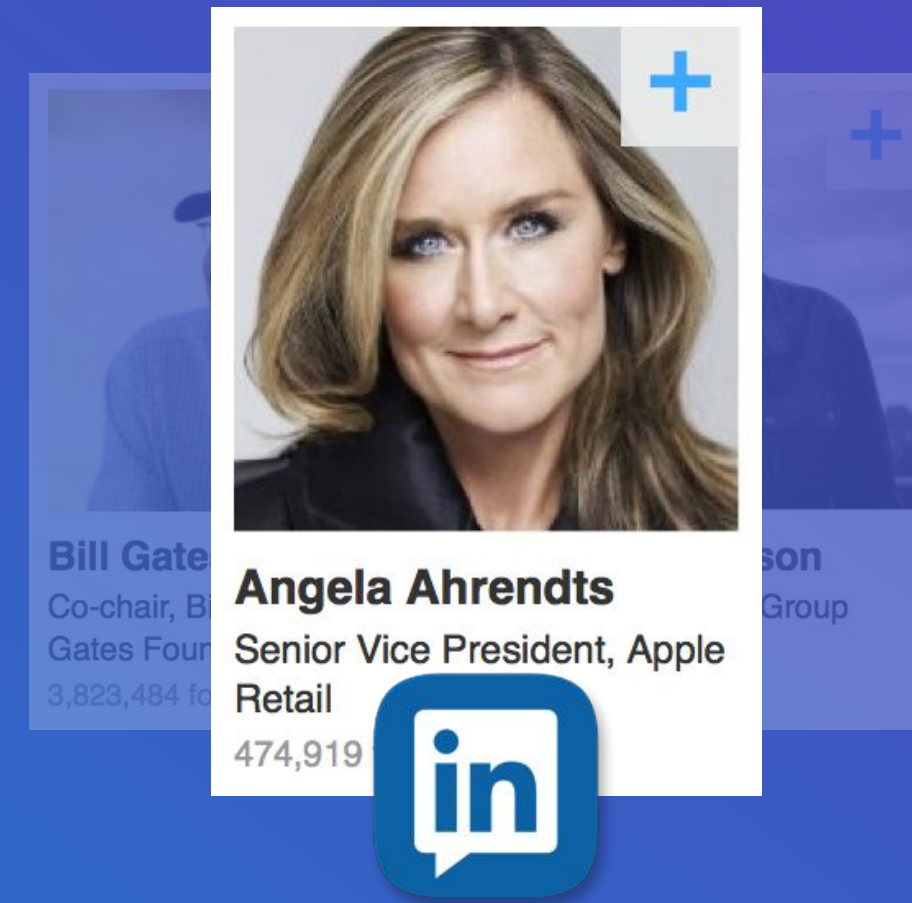 Bill Gate
Co-chair, Bi
Gates Foun
3,823,484 fo
Angela Ahrendts
Senior Vice President, Apple
Retail
474,919
son
Group
in